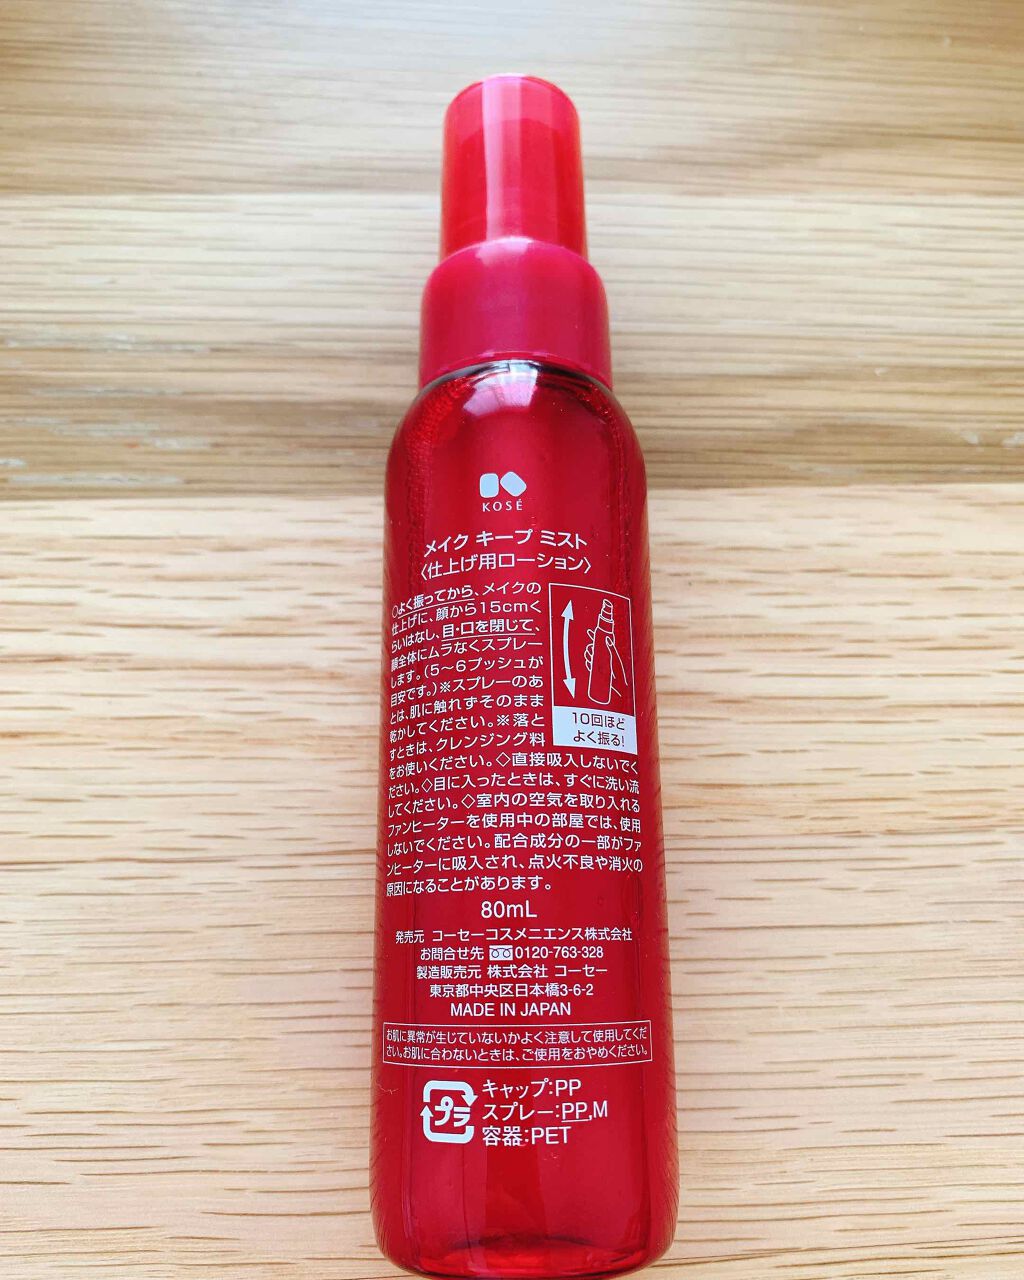 KOSÉ
メイク キープ ミスト
〈仕上げ用ローション〉
○よく振ってから、メイクの
仕上げに、顔から15cmく
らいはなし、目・口を閉じて、
顔全体にムラなくスプレー
します。(5～6プッシュが
目安です。)※スプレーのあ
とは、肌に触れずそのまま
乾かしてください。※落と
すときは、クレンジング料
をお使いください。◇直接吸入しないでく
ださい。◇目に入ったときは、すぐに洗い流
してください。◇室内の空気を取り入れる
ファンヒーターを使用中の部屋では、使用
しないでください。配合成分の一部がファ
ンヒーターに吸入され、点火不良や消火の
原因になることがあります。
10回ほど
よく振る!
80mL
発売元 コーセーコスメニエンス株式会社
お問合せ先 0120-763-328
製造販売元 株式会社 コーセー
東京都中央区日本橋3-6-2
MADE IN JAPAN
お肌に異常が生じていないかよく注意して使用してくだ
さい。お肌に合わないときは、ご使用をおやめください。
プラ
キャップ:PP
スプレー:PP,M
容器:PET